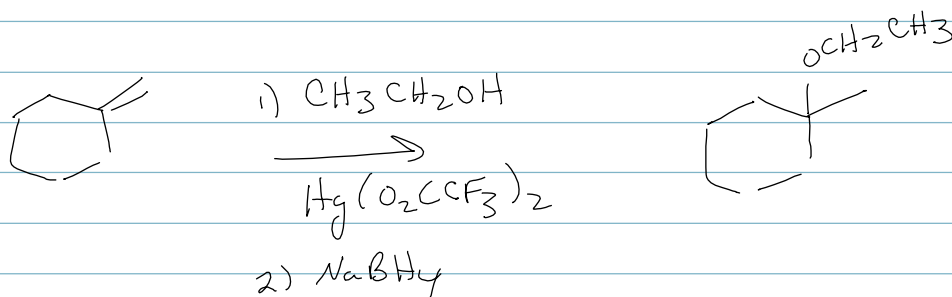 OCH2CH3
1) CH3CH2OH
Hg(O2CCF3)2
2) NaBH4